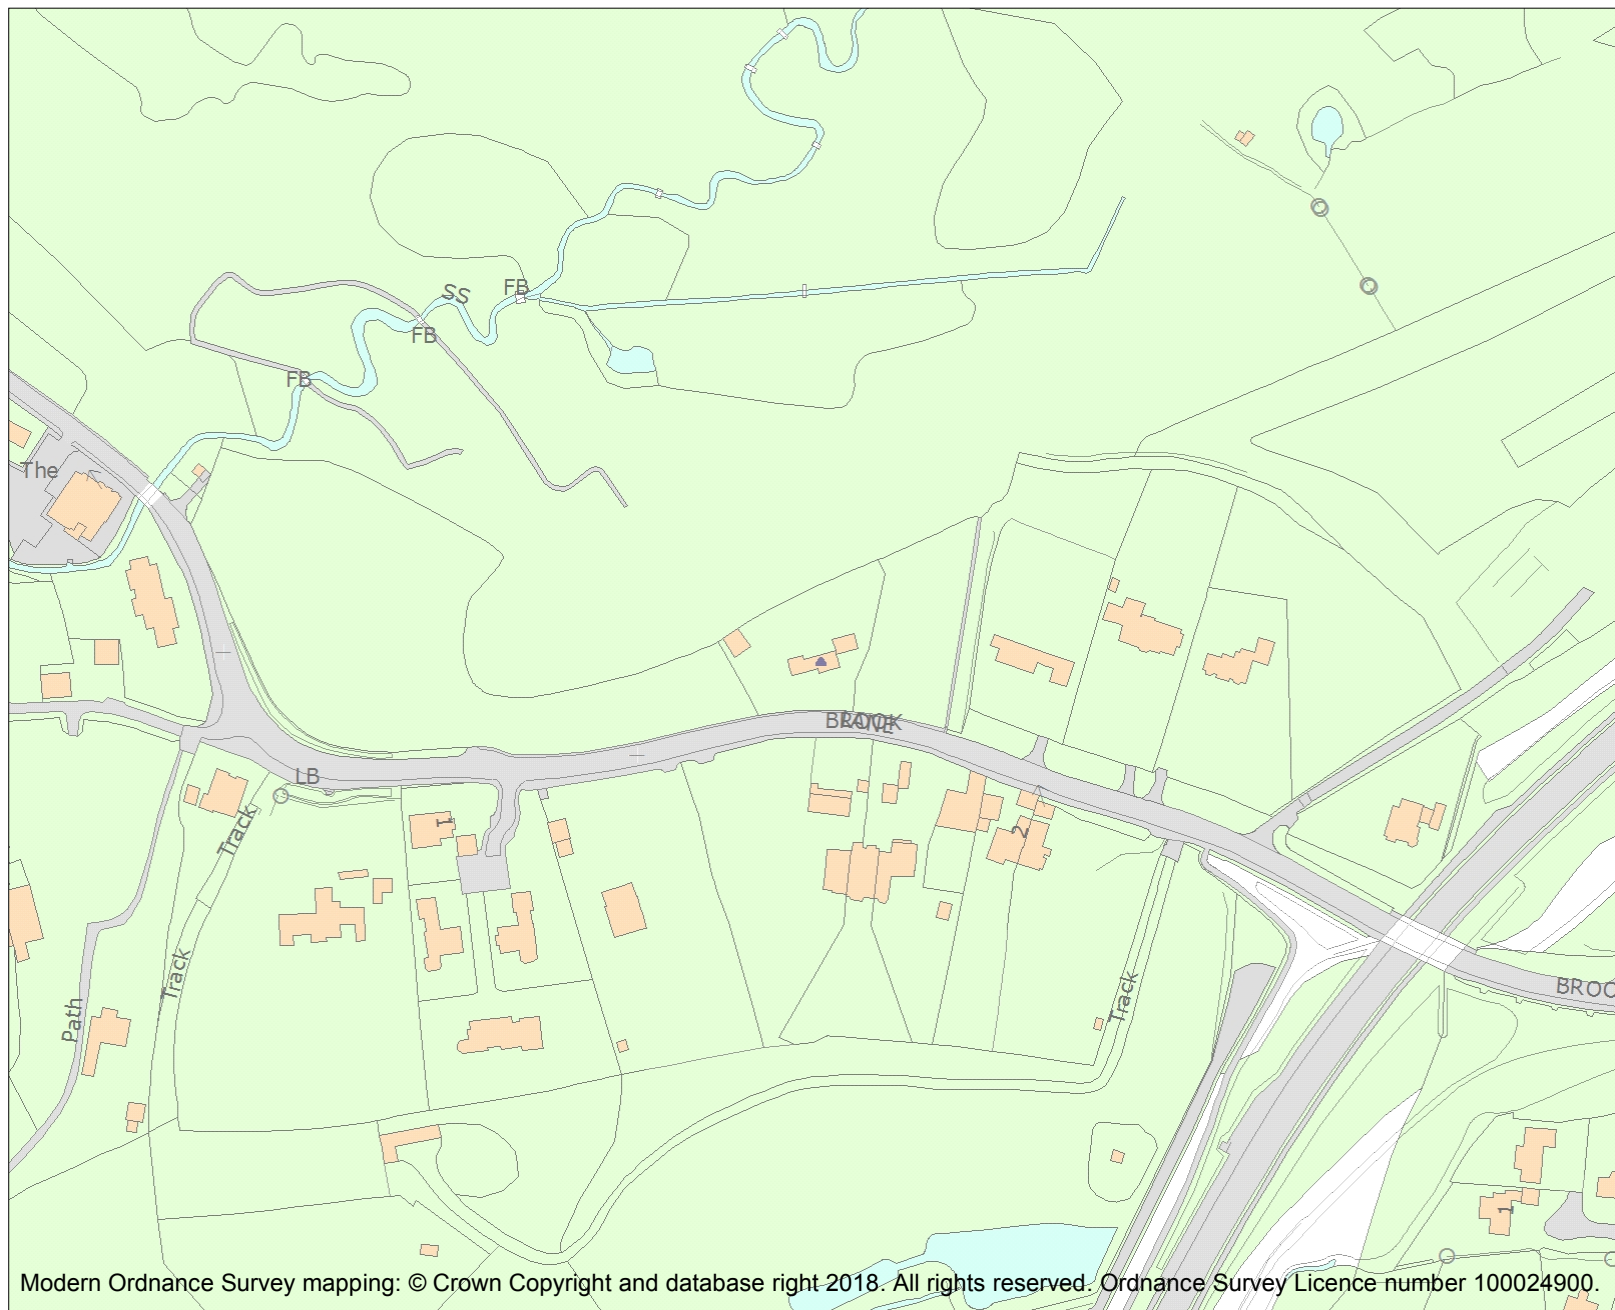 SS
FB
FB
FB
The
BROOK
LANE
LB
Track
1
2
Track
Track
Path
BROO
1
Modern Ordnance Survey mapping: © Crown Copyright and database right 2018. All rights reserved. Ordnance Survey Licence number 100024900.